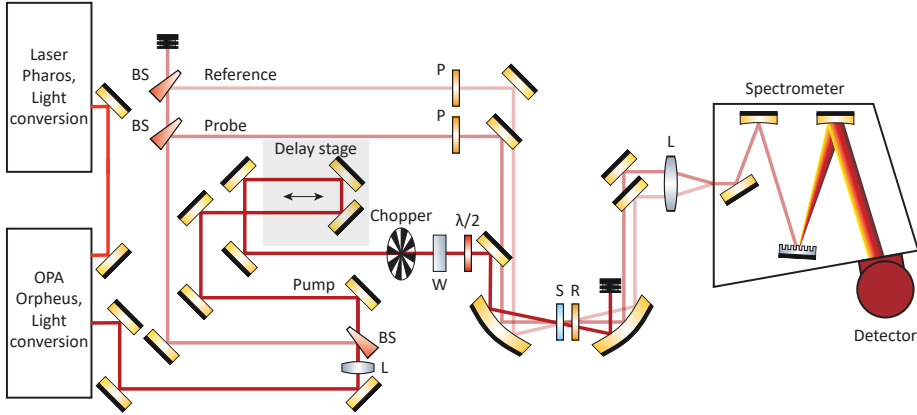 Laser
Pharos,
Light
conversion
BS
Reference
P
BS
Probe
P
Delay stage
Spectrometer
L
Chopper
λ/2
W
S R
OPA
Orpheus,
Light
conversion
Pump
BS
L
Detector